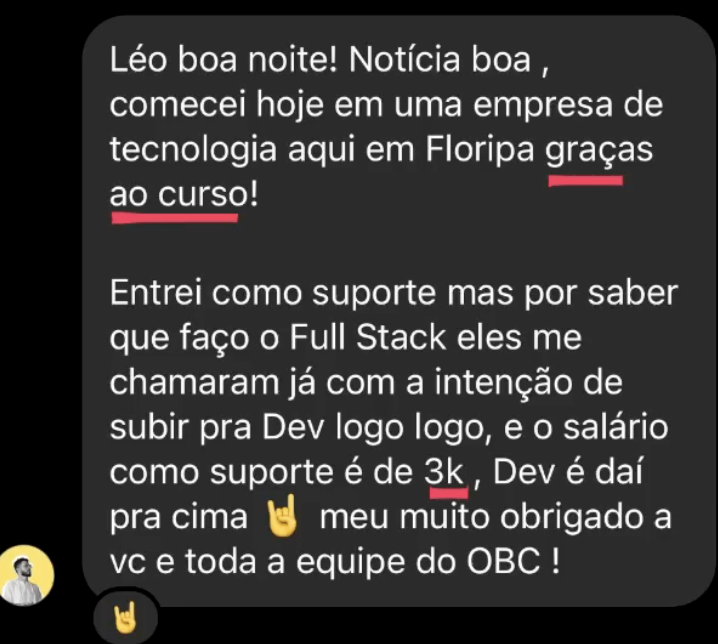 Léo boa noite! Notícia boa ,
comecei hoje em uma empresa de
tecnologia aqui em Floripa graças
ao curso!
Entrei como suporte mas por saber
que faço o Full Stack eles me
chamaram já com a intenção de
subir pra Dev logo logo, e o salário
como suporte é de 3k , Dev é daí
pra cima 🤘 meu muito obrigado a
vc e toda a equipe do OBC !
🤘